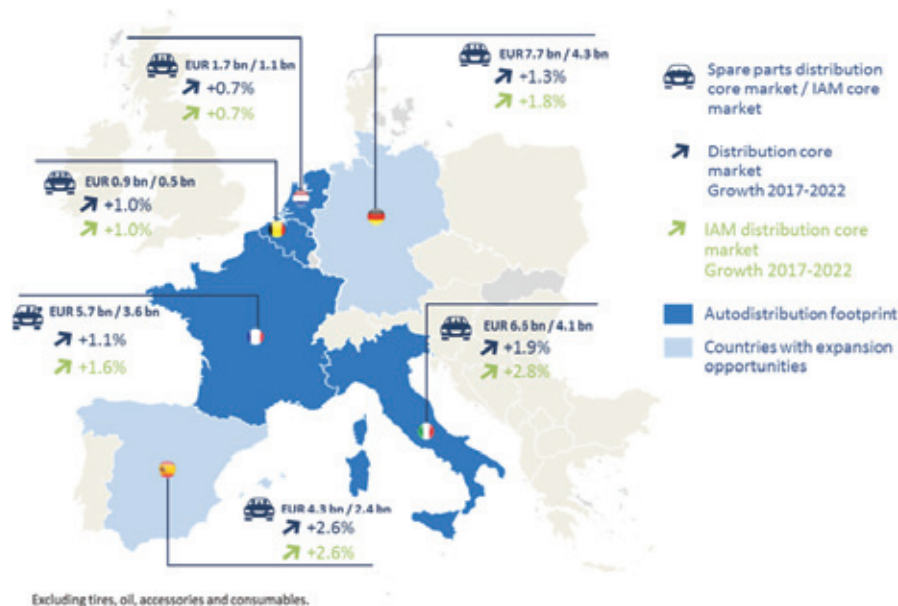 EUR 1.7 bn / 1.1 bn
+0.7%
+0.7%
EUR 7.7 bn / 4.3 bn
+1.3%
+1.8%
EUR 0.9 bn / 0.5 bn
+1.0%
+1.0%
EUR 5.7 bn / 3.6 bn
+1.1%
+1.6%
EUR 6.5 bn / 4.1 bn
+1.9%
+2.8%
EUR 4.3 bn / 2.4 bn
+2.6%
+2.6%
Spare parts distribution
core market / IAM core
market
Distribution core
market
Growth 2017-2022
IAM distribution core
market
Growth 2017-2022
Autodistribution footprint
Countries with expansion
opportunities
Excluding tires, oil, accessories and consumables.